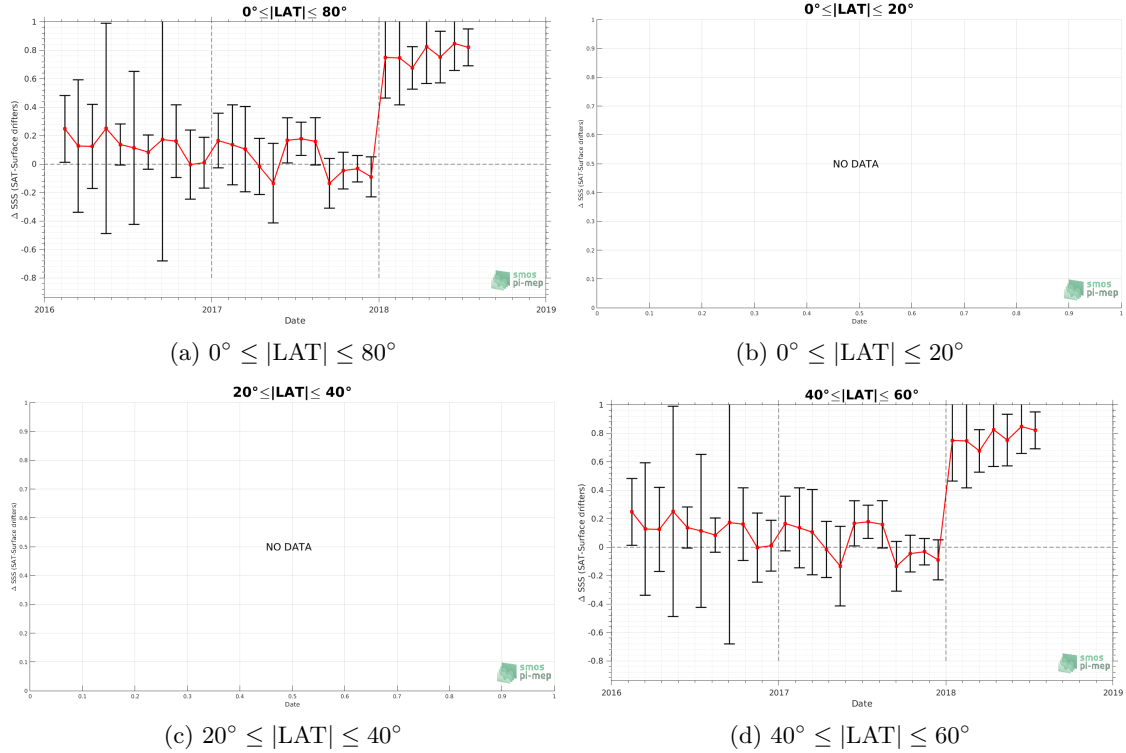 0°≤|LAT|≤ 80°
Δ SSS (SAT-Surface drifters)
1
0.8
0.6
0.4
0.2
0
-0.2
-0.4
-0.6
-0.8
2016
2017
2018
2019
Date
smos
pi-mep
(a) 0° ≤ |LAT| ≤ 80°
0°≤|LAT|≤ 20°
Δ SSS (SAT-Surface drifters)
1
0.9
0.8
0.7
0.6
0.5
0.4
0.3
0.2
0.1
0
NO DATA
0
0.1
0.2
0.3
0.4
0.5
0.6
0.7
0.8
0.9
1
Date
smos
pi-mep
(b) 0° ≤ |LAT| ≤ 20°
20°≤|LAT|≤ 40°
Δ SSS (SAT-Surface drifters)
1
0.9
0.8
0.7
0.6
0.5
0.4
0.3
0.2
0.1
0
NO DATA
0
0.1
0.2
0.3
0.4
0.5
0.6
0.7
0.8
0.9
1
Date
smos
pi-mep
(c) 20° ≤ |LAT| ≤ 40°
40°≤|LAT|≤ 60°
Δ SSS (SAT-Surface drifters)
1
0.8
0.6
0.4
0.2
0
-0.2
-0.4
-0.6
-0.8
2016
2017
2018
2019
Date
smos
pi-mep
(d) 40° ≤ |LAT| ≤ 60°